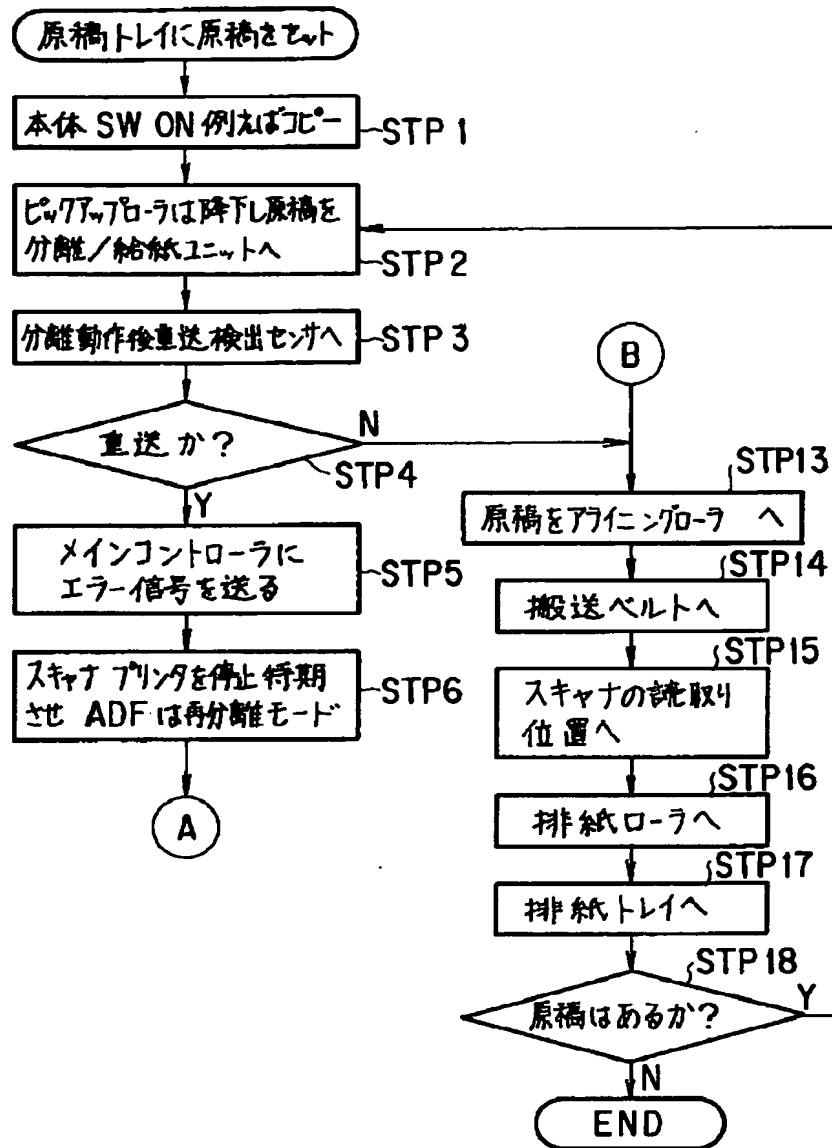 原稿トレイに原稿をセット
本体 SW ON 例えばコピー
STP1
ピックアップローラは降下し原稿を
分離/給紙ユニットへ
STP2
分離動作後重送検出センサへ
STP3
重送か?
N
STP4
Y
メインコントローラに
エラー信号を送る
STP5
スキャナ プリンタを停止待期
させ ADFは再分離モード
STP6
A
B
STP13
原稿をアライニングローラ へ
STP14
搬送ベルトへ
STP15
スキャナの読取り
位置へ
STP16
排紙ローラへ
STP17
排紙トレイへ
STP18
原稿はあるか?
Y
N
END